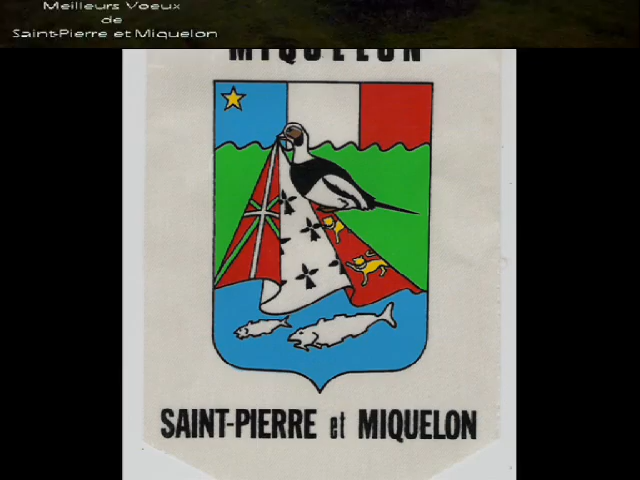 Meilleurs Voeux
de
Saint-Pierre et Miquelon
MIQUELON
SAINT-PIERRE et MIQUELON